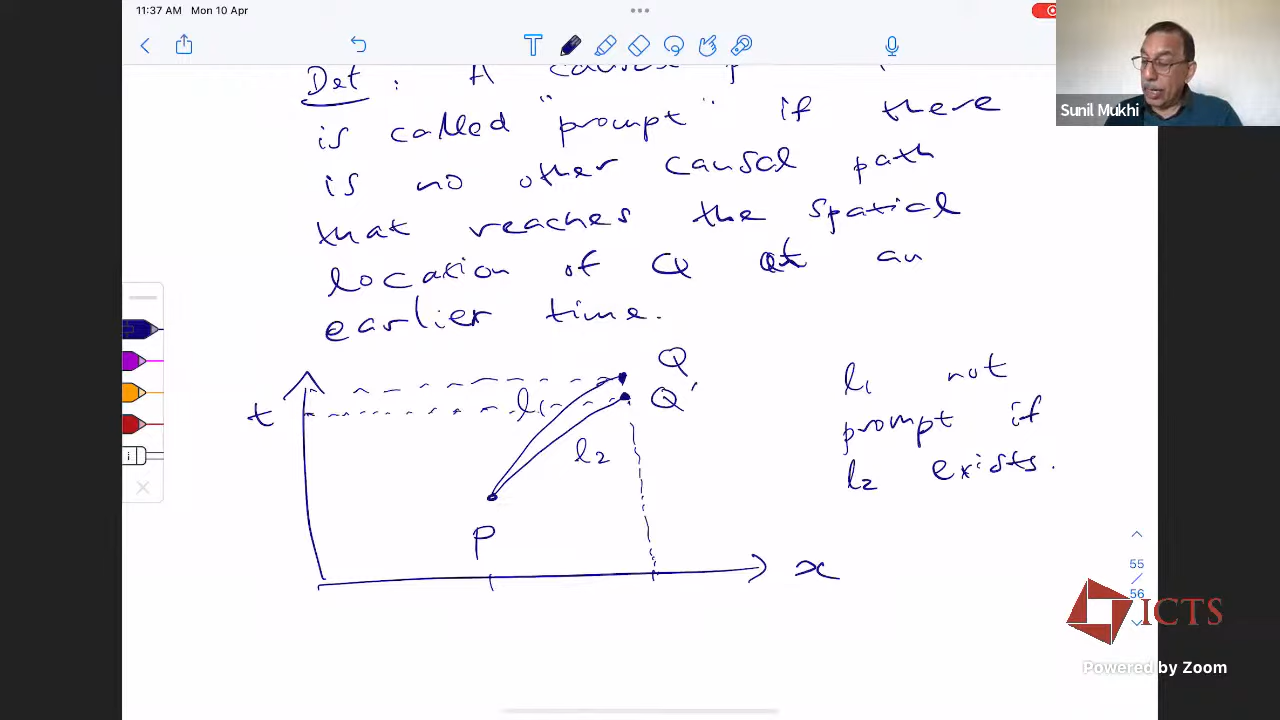 11:37 AM Mon 10 Apr
Sunil Mukhi
Def : A causal
is called "prompt" if there
is no other causal path
that reaches the spatial
location of Q at an
earlier time.
Q
Q'
t
l₁
l₂
P
x
l₁ not
prompt if
l₂ exists.
55
/
56
ICTS
Powered by Zoom
T
i